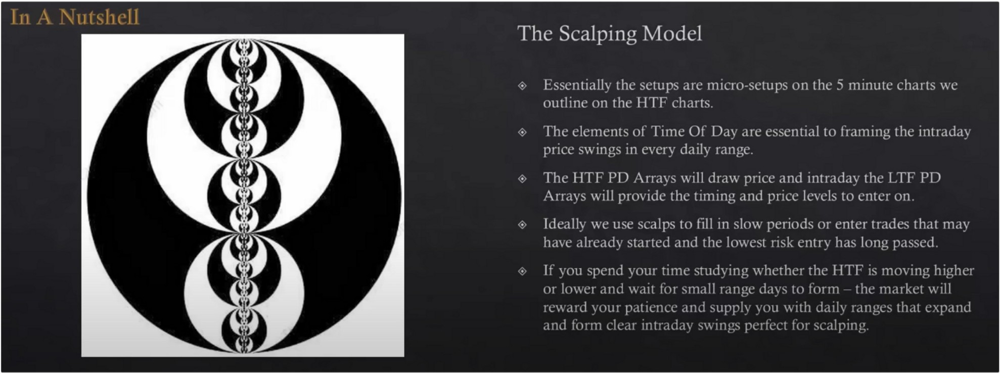 In A Nutshell
The Scalping Model
Essentially the setups are micro-setups on the 5 minute charts we
outline on the HTF charts.
The elements of Time Of Day are essential to framing the intraday
price swings in every daily range.
The HTF PD Arrays will draw price and intraday the LTF PD
Arrays will provide the timing and price levels to enter on.
Ideally we use scalps to fill in slow periods or enter trades that may
have already started and the lowest risk entry has long passed.
If you spend your time studying whether the HTF is moving higher
or lower and wait for small range days to form – the market will
reward your patience and supply you with daily ranges that expand
and form clear intraday swings perfect for scalping.